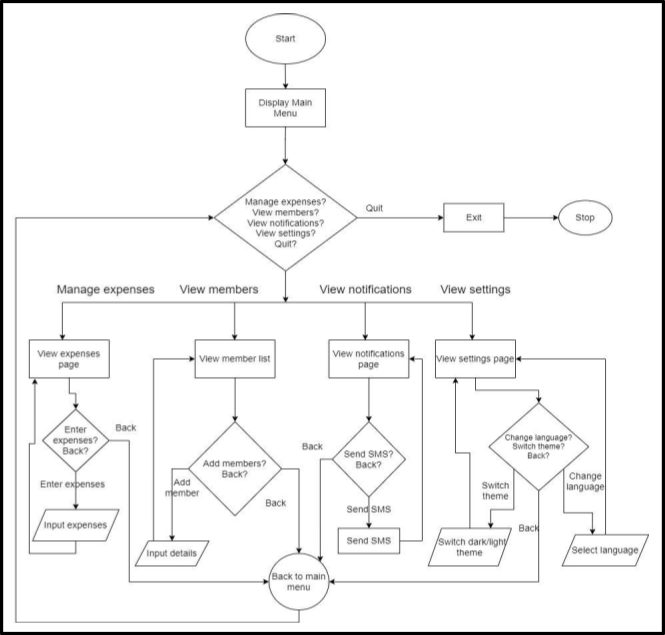 Start
Display Main
Menu
Manage expenses?
View members?
View notifications?
View settings?
Quit?
Quit
Exit
Stop
Manage expenses
View members
View notifications
View settings
View expenses
page
View member list
View notifications
page
View settings page
Enter
expenses?
Back?
Back
Add members?
Back?
Back
Send SMS?
Back?
Change language?
Switch theme?
Back?
Enter expenses
Add
member
Back
Send SMS
Switch
theme
Change
language
Back
Input expenses
Input details
Send SMS
Switch dark/light
theme
Select language
Back to main
menu